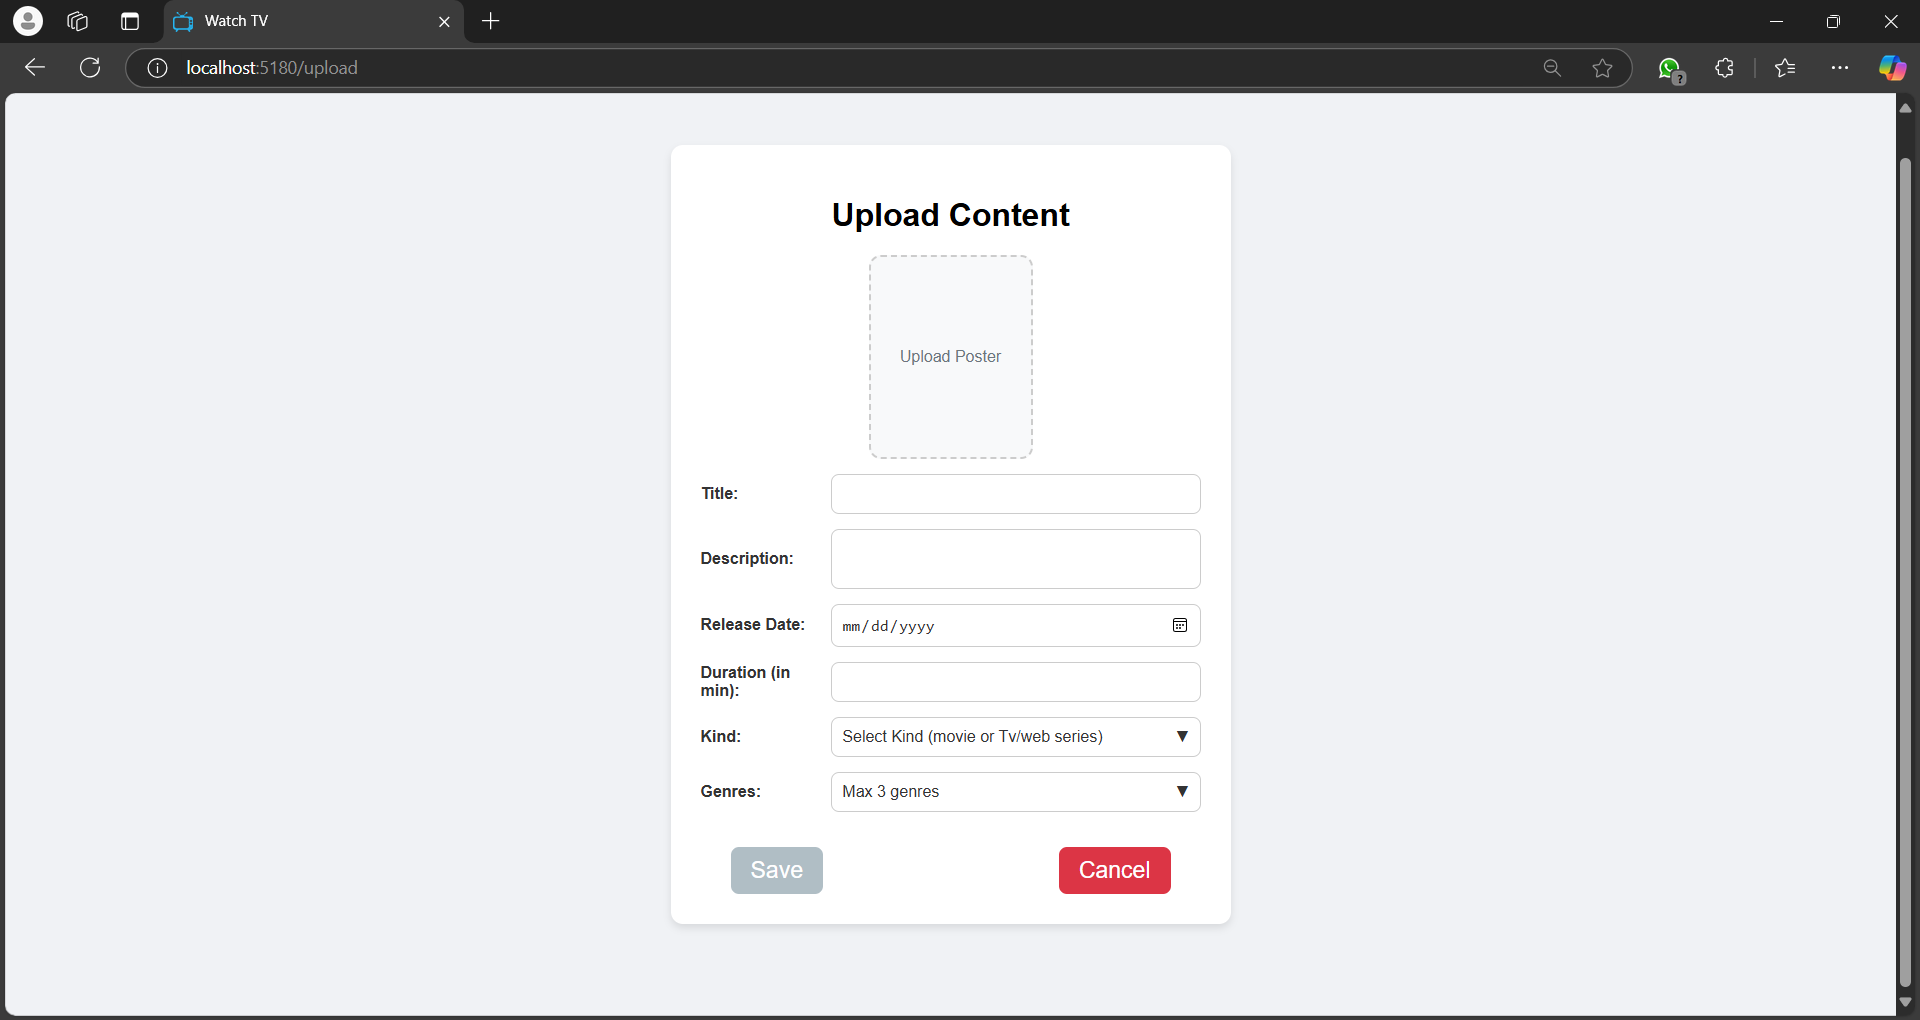 Watch TV
localhost:5180/upload
Upload Content
Upload Poster
Title:
Description:
Release Date:
mm/dd/yyyy
Duration (in
min):
Kind:
Select Kind (movie or Tv/web series)
Genres:
Max 3 genres
Save
Cancel